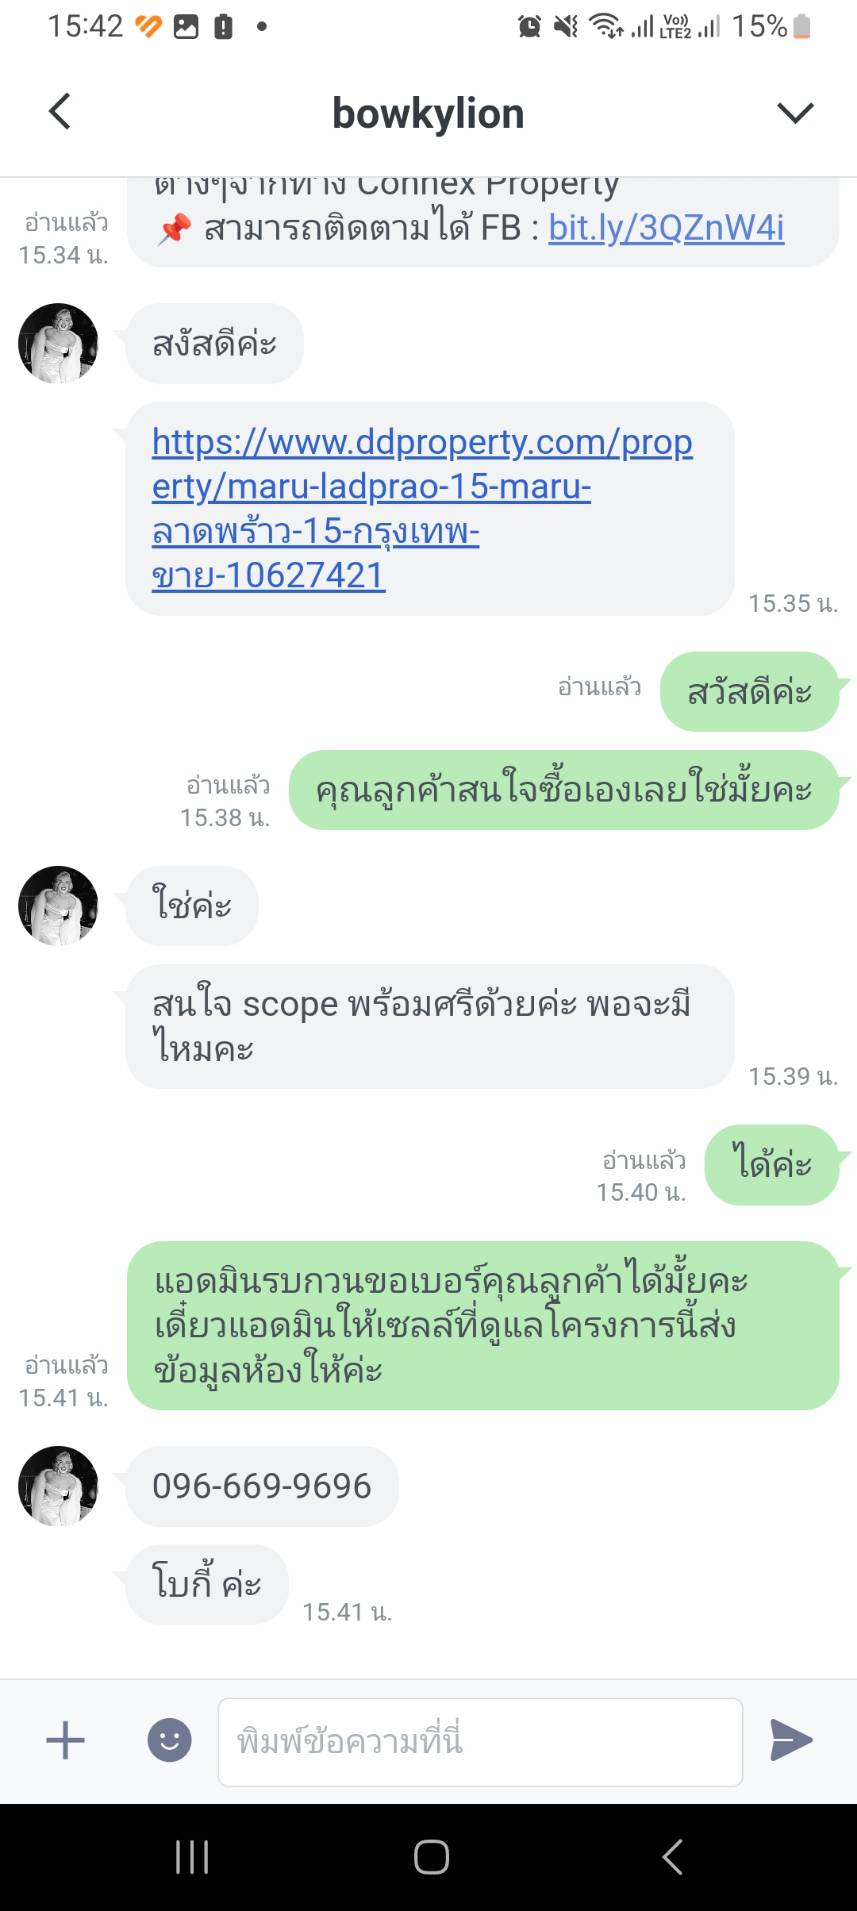 15:42
Vo))
LTE2
15%
bowkylion
ต่างๆจากทาง Connex Property
อ่านแล้ว
15.34 น.
📌 สามารถติดตามได้ FB : bit.ly/3QZnW4i
สงัสดีค่ะ
https://www.ddproperty.com/prop
erty/maru-ladprao-15-maru-
ลาดพร้าว-15-กรุงเทพ-
ขาย-10627421
15.35 น.
อ่านแล้ว
สวัสดีค่ะ
อ่านแล้ว
15.38 น.
คุณลูกค้าสนใจซื้อเองเลยใช่มั้ยคะ
ใช่ค่ะ
สนใจ scope พร้อมศรีด้วยค่ะ พอจะมี
ไหมคะ
15.39 น.
อ่านแล้ว
15.40 น.
ได้ค่ะ
แอดมินรบกวนขอเบอร์คุณลูกค้าได้มั้ยคะ
เดี๋ยวแอดมินให้เซลล์ที่ดูแลโครงการนี้ส่ง
ข้อมูลห้องให้ค่ะ
อ่านแล้ว
15.41 น.
096-669-9696
โบกี้ ค่ะ
15.41 น.
พิมพ์ข้อความที่นี่